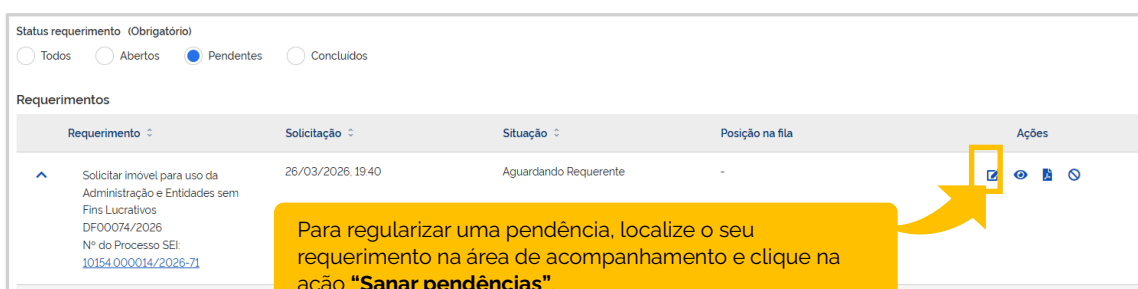 Status requerimento (Obrigatório)
Todos Abertos Pendentes Concluídos
Requerimentos
Requerimento Solicitação Situação Posição na fila Ações
Solicitar imóvel para uso da 26/03/2026, 19:40 Aguardando Requerente -
Administração e Entidades sem
Fins Lucrativos
DF00074/2026
Nº do Processo SEI:
10154.000014/2026-71
Para regularizar uma pendência, localize o seu
requerimento na área de acompanhamento e clique na
ação “Sanar pendências”